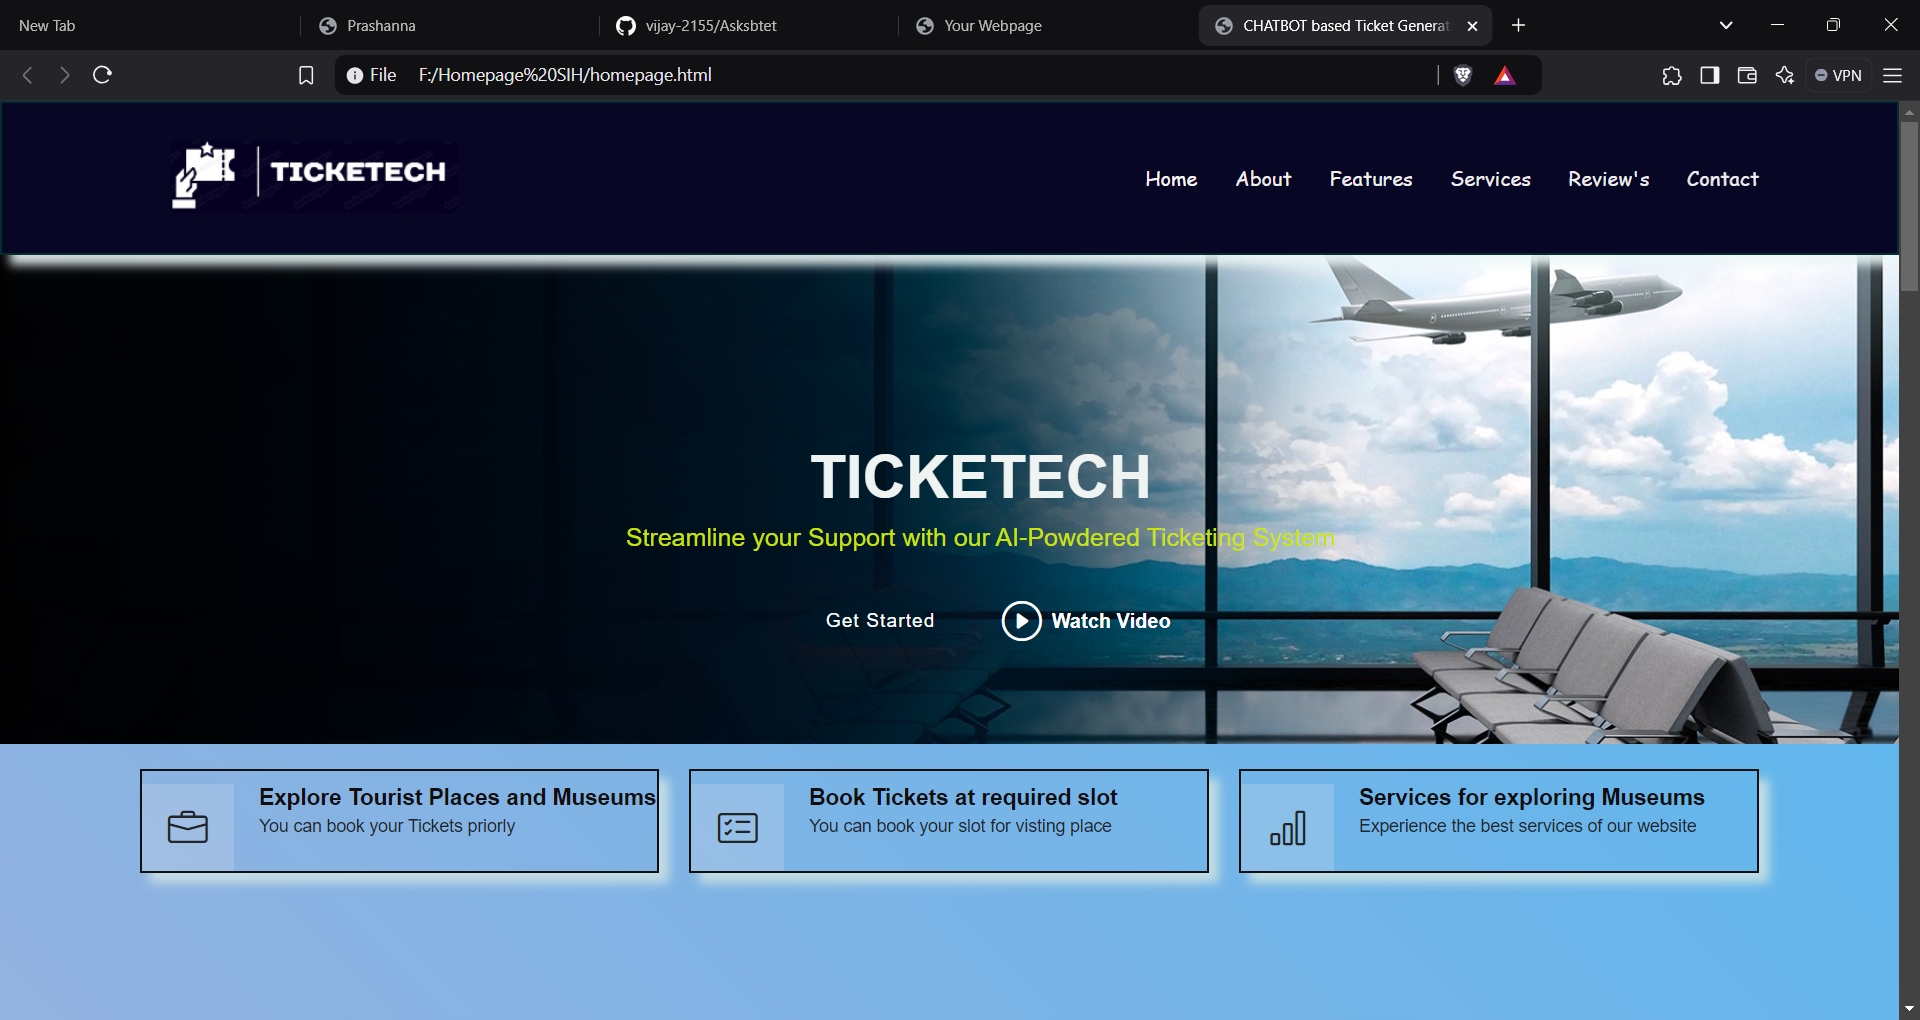 New Tab
Prashanna
vijay-2155/Asksbtet
Your Webpage
CHATBOT based Ticket Generat
File F:/Homepage%20SIH/homepage.html
VPN
TICKETECH
Home About Features Services Review's Contact
TICKETECH
Streamline your Support with our AI-Powdered Ticketing System
Get Started
Watch Video
Explore Tourist Places and Museums
You can book your Tickets priorly
Book Tickets at required slot
You can book your slot for visting place
Services for exploring Museums
Experience the best services of our website